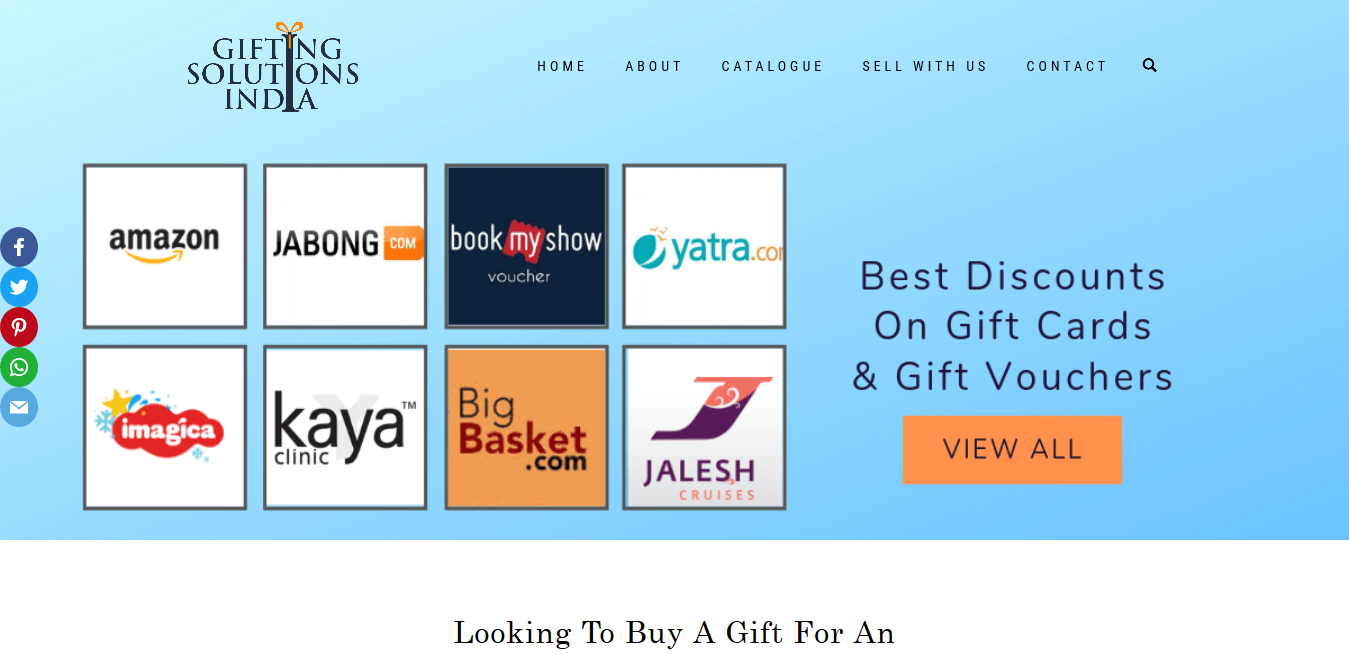 GIFTING
SOLUTIONS
INDIA
HOME ABOUT CATALOGUE SELL WITH US CONTACT
amazon
JABONG COM
book my show
voucher
yatra.com
imagica
kaya™
clinic
Big
Basket
.com
JALESH
CRUISES
Best Discounts
On Gift Cards
& Gift Vouchers
VIEW ALL
Looking To Buy A Gift For An